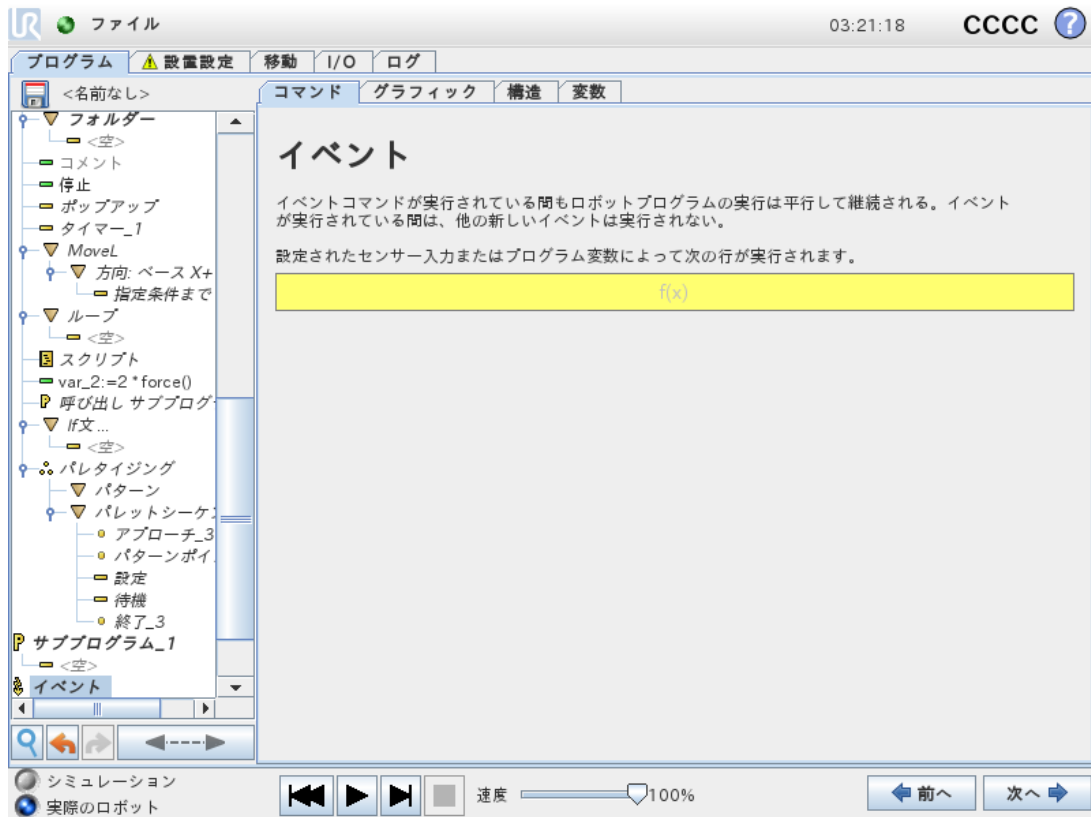 UR ファイル 03:21:18 CCCC ?
プログラム 設置設定 移動 I/O ログ
<名前なし>
コマンド グラフィック 構造 変数
フォルダー
<空>
コメント
停止
ポップアップ
タイマー_1
MoveL
方向: ベース X+
指定条件まで
ループ
<空>
スクリプト
var_2:=2 * force()
呼び出し サブプログ
If文 ...
<空>
パレタイジング
パターン
パレットシーケン
アプローチ_3
パターンポイ
設定
待機
終了_3
サブプログラム_1
<空>
イベント
イベント
イベントコマンドが実行されている間もロボットプログラムの実行は平行して継続される。イベント
が実行されている間は、他の新しいイベントは実行されない。
設定されたセンサー入力またはプログラム変数によって次の行が実行されます。
f(x)
シミュレーション
実際のロボット
速度 100%
前へ 次へ